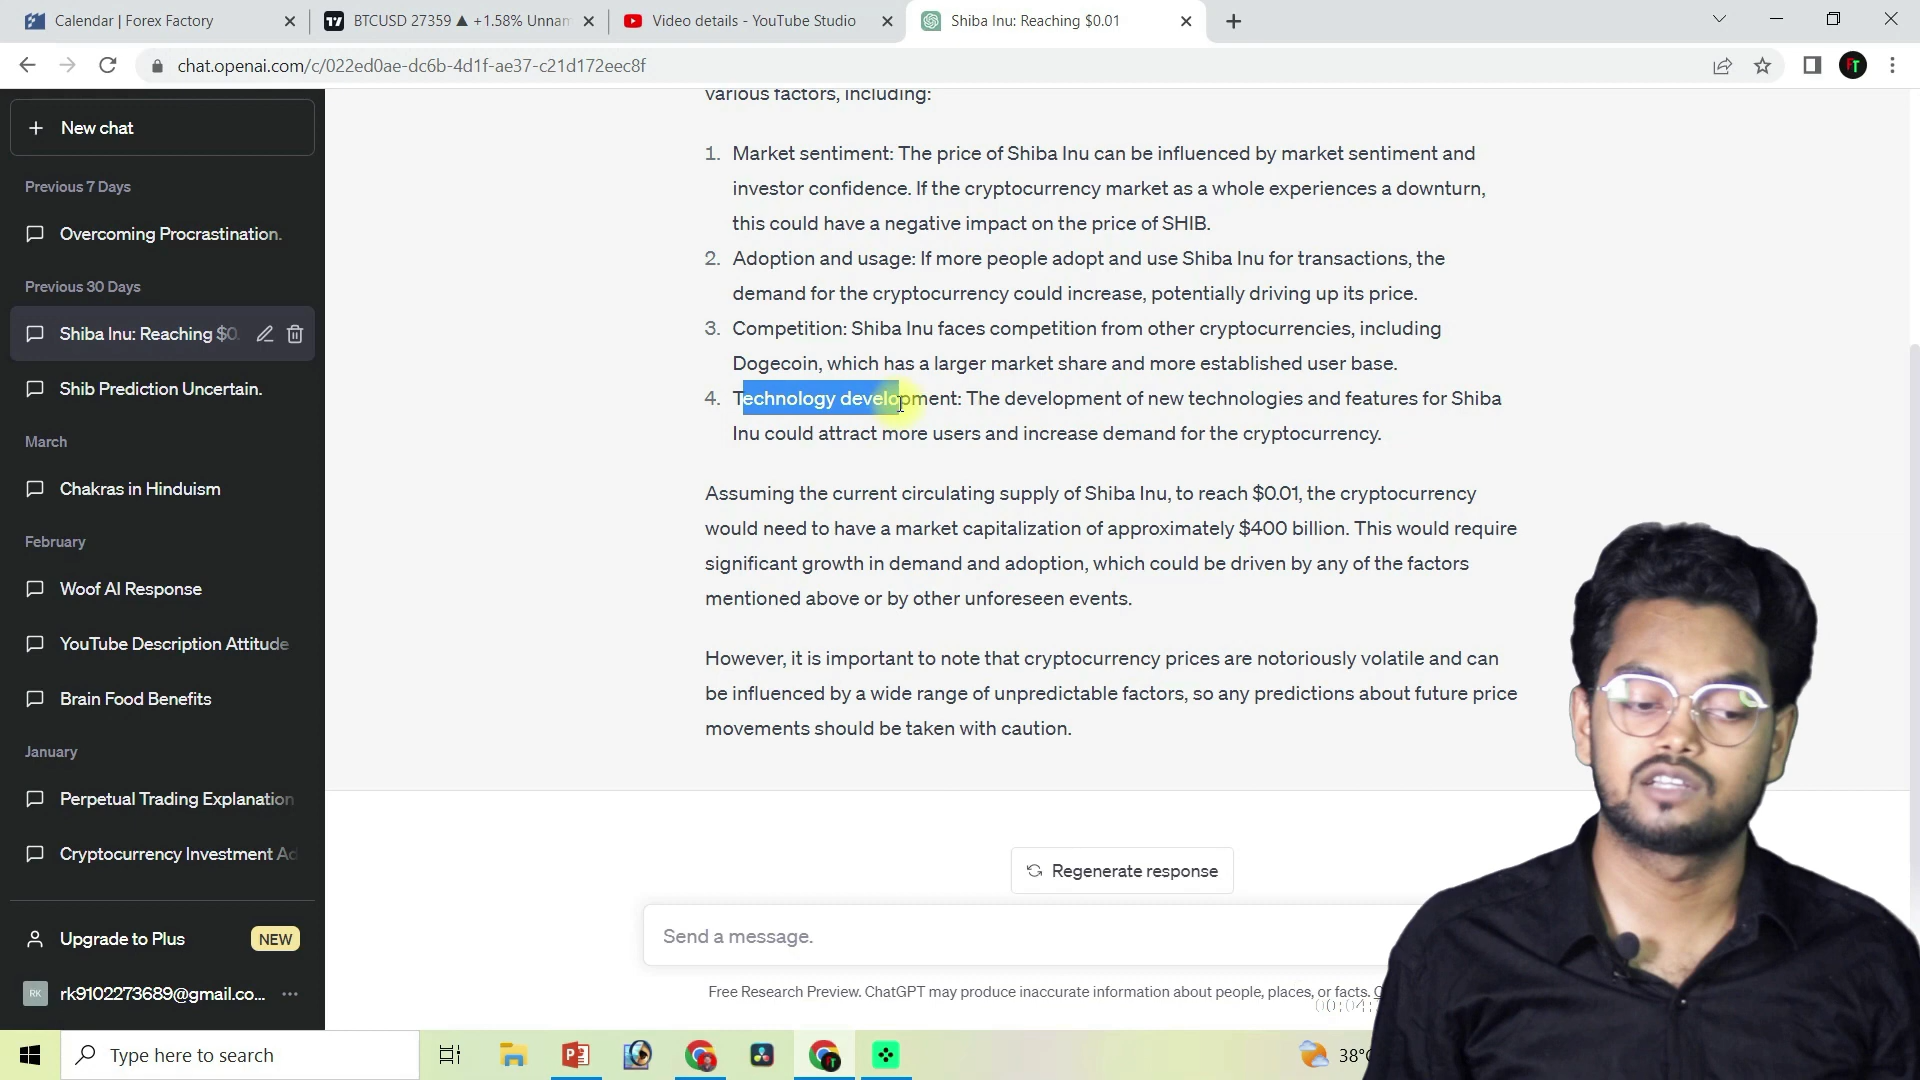 Calendar | Forex Factory
BTCUSD 27359 ▲ +1.58% Unnam
Video details - YouTube Studio
Shiba Inu: Reaching $0.01
chat.openai.com/c/022ed0ae-dc6b-4d1f-ae37-c21d172eec8f
FT
+ New chat
Previous 7 Days
Overcoming Procrastination.
Previous 30 Days
Shiba Inu: Reaching $0.
Shib Prediction Uncertain.
March
Chakras in Hinduism
February
Woof AI Response
YouTube Description Attitude
Brain Food Benefits
January
Perpetual Trading Explanation
Cryptocurrency Investment Ad
Upgrade to Plus
NEW
RK
rk9102273689@gmail.co...
various factors, including:
1. Market sentiment: The price of Shiba Inu can be influenced by market sentiment and
investor confidence. If the cryptocurrency market as a whole experiences a downturn,
this could have a negative impact on the price of SHIB.
2. Adoption and usage: If more people adopt and use Shiba Inu for transactions, the
demand for the cryptocurrency could increase, potentially driving up its price.
3. Competition: Shiba Inu faces competition from other cryptocurrencies, including
Dogecoin, which has a larger market share and more established user base.
4. Technology development: The development of new technologies and features for Shiba
Inu could attract more users and increase demand for the cryptocurrency.
Assuming the current circulating supply of Shiba Inu, to reach $0.01, the cryptocurrency
would need to have a market capitalization of approximately $400 billion. This would require
significant growth in demand and adoption, which could be driven by any of the factors
mentioned above or by other unforeseen events.
However, it is important to note that cryptocurrency prices are notoriously volatile and can
be influenced by a wide range of unpredictable factors, so any predictions about future price
movements should be taken with caution.
Regenerate response
Send a message.
Free Research Preview. ChatGPT may produce inaccurate information about people, places, or facts.
00:04:
Type here to search
38°C